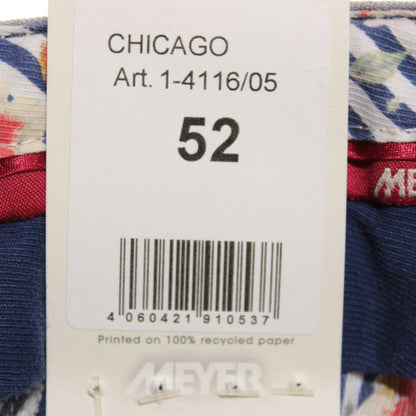 CHICAGO
Art. 1-4116/05
52
4 060421 910537
Printed on 100% recycled paper
MEYER